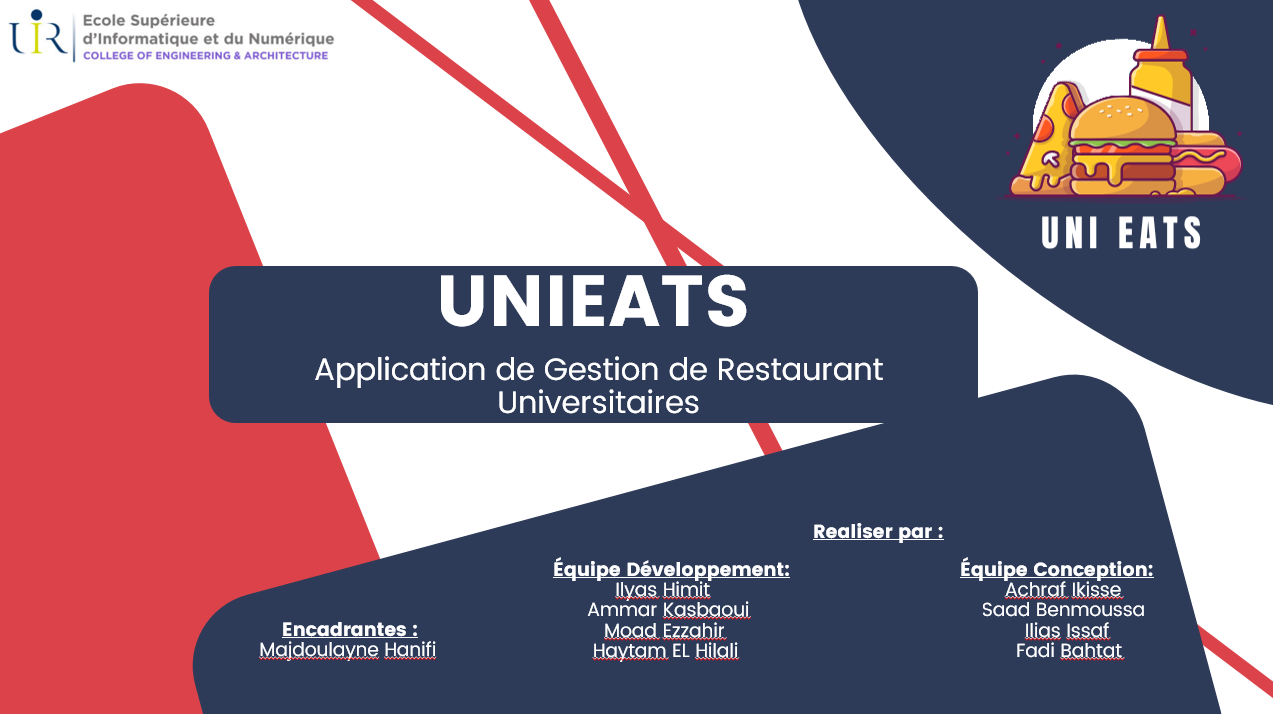 UIR
Ecole Supérieure
d'Informatique et du Numérique
COLLEGE OF ENGINEERING & ARCHITECTURE
UNI EATS
UNIEATS
Application de Gestion de Restaurant
Universitaires
Realiser par :
Encadrantes :
Majdoulayne Hanifi
Équipe Développement:
Ilyas Himit
Ammar Kasbaoui
Moad Ezzahir
Haytam EL Hilali
Équipe Conception:
Achraf Ikisse
Saad Benmoussa
Ilias Issaf
Fadi Bahtat